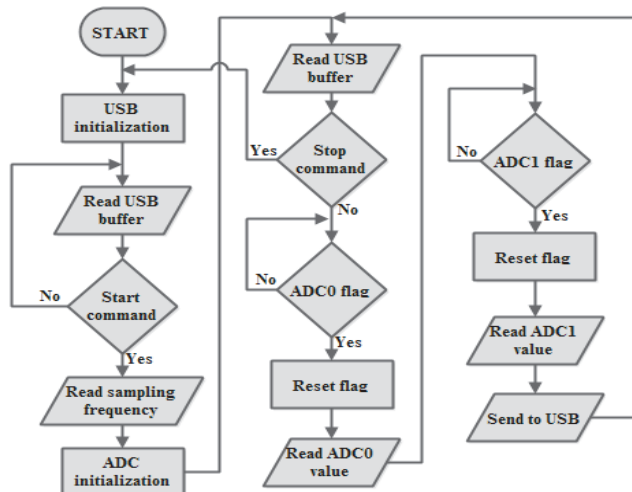 START
USB
initialization
Read USB
buffer
No
Start
command
Yes
Read sampling
frequency
ADC
initialization
Read USB
buffer
Yes
Stop
command
No
No
ADC0 flag
Yes
Reset flag
Read ADC0
value
No
ADC1 flag
Yes
Reset flag
Read ADC1
value
Send to USB